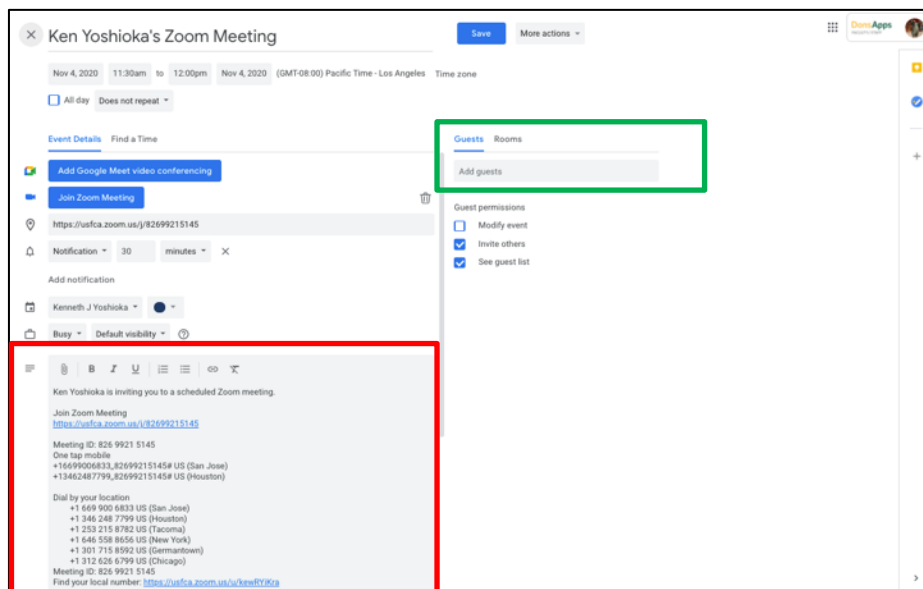 Ken Yoshioka's Zoom Meeting
Save
More actions
DonsApps
Nov 4, 2020 11:30am to 12:00pm Nov 4, 2020 (GMT-08:00) Pacific Time - Los Angeles Time zone
All day Does not repeat
Event Details Find a Time
Guests Rooms
Add Google Meet video conferencing
Add guests
Join Zoom Meeting
https://usfca.zoom.us/j/82699215145
Guest permissions
Modify event
Invite others
See guest list
Notification 30 minutes
Add notification
Kenneth J Yoshioka
Busy Default visibility
B I U
Ken Yoshioka is inviting you to a scheduled Zoom meeting.
Join Zoom Meeting
https://usfca.zoom.us/j/82699215145
Meeting ID: 826 9921 5145
One tap mobile
+16699006833,,82699215145# US (San Jose)
+13462487799,,82699215145# US (Houston)
Dial by your location
+1 669 900 6833 US (San Jose)
+1 346 248 7799 US (Houston)
+1 253 215 8782 US (Tacoma)
+1 646 558 8656 US (New York)
+1 301 715 8592 US (Germantown)
+1 312 626 6799 US (Chicago)
Meeting ID: 826 9921 5145
Find your local number: https://usfca.zoom.us/u/kewRYiKra